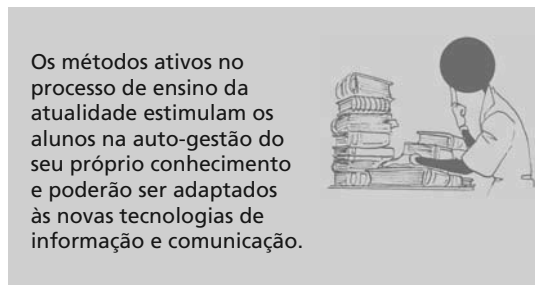 Os métodos ativos no
processo de ensino da
atualidade estimulam os
alunos na auto-gestão do
seu próprio conhecimento
e poderão ser adaptados
às novas tecnologias de
informação e comunicação.